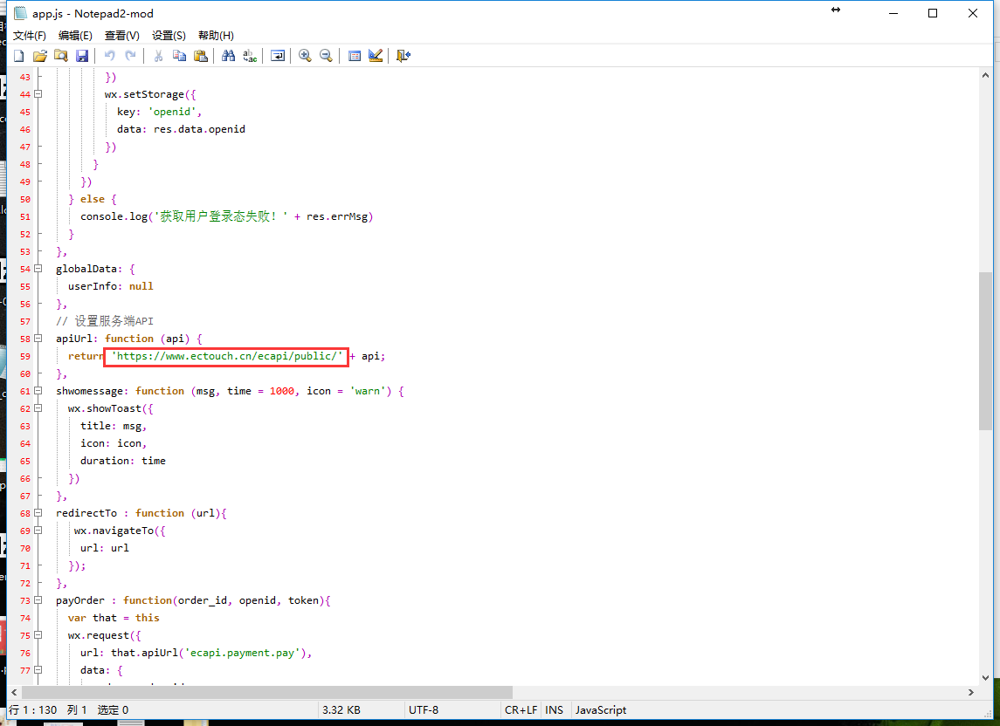 app.js - Notepad2-mod
文件(F) 编辑(E) 查看(V) 设置(S) 帮助(H)
43 })
44 wx.setStorage({
45 key: 'openid',
46 data: res.data.openid
47 })
48 }
49 })
50 } else {
51 console.log('获取用户登录态失败！' + res.errMsg)
52 }
53 },
54 globalData: {
55 userInfo: null
56 },
57 // 设置服务端API
58 apiUrl: function (api) {
59 return 'https://www.ectouch.cn/ecapi/public/' + api;
60 },
61 shwomessage: function (msg, time = 1000, icon = 'warn') {
62 wx.showToast({
63 title: msg,
64 icon: icon,
65 duration: time
66 })
67 },
68 redirectTo : function (url){
69 wx.navigateTo({
70 url: url
71 });
72 },
73 payOrder : function(order_id, openid, token){
74 var that = this
75 wx.request({
76 url: that.apiUrl('ecapi.payment.pay'),
77 data: {
行 1 : 130 列 1 选定 0 3.32 KB UTF-8 CR+LF INS JavaScript